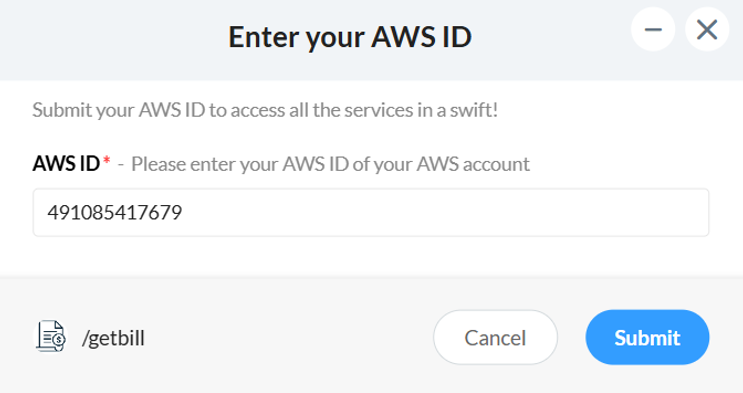 Enter your AWS ID
Submit your AWS ID to access all the services in a swift!
AWS ID* - Please enter your AWS ID of your AWS account
491085417679
/getbill
Cancel
Submit